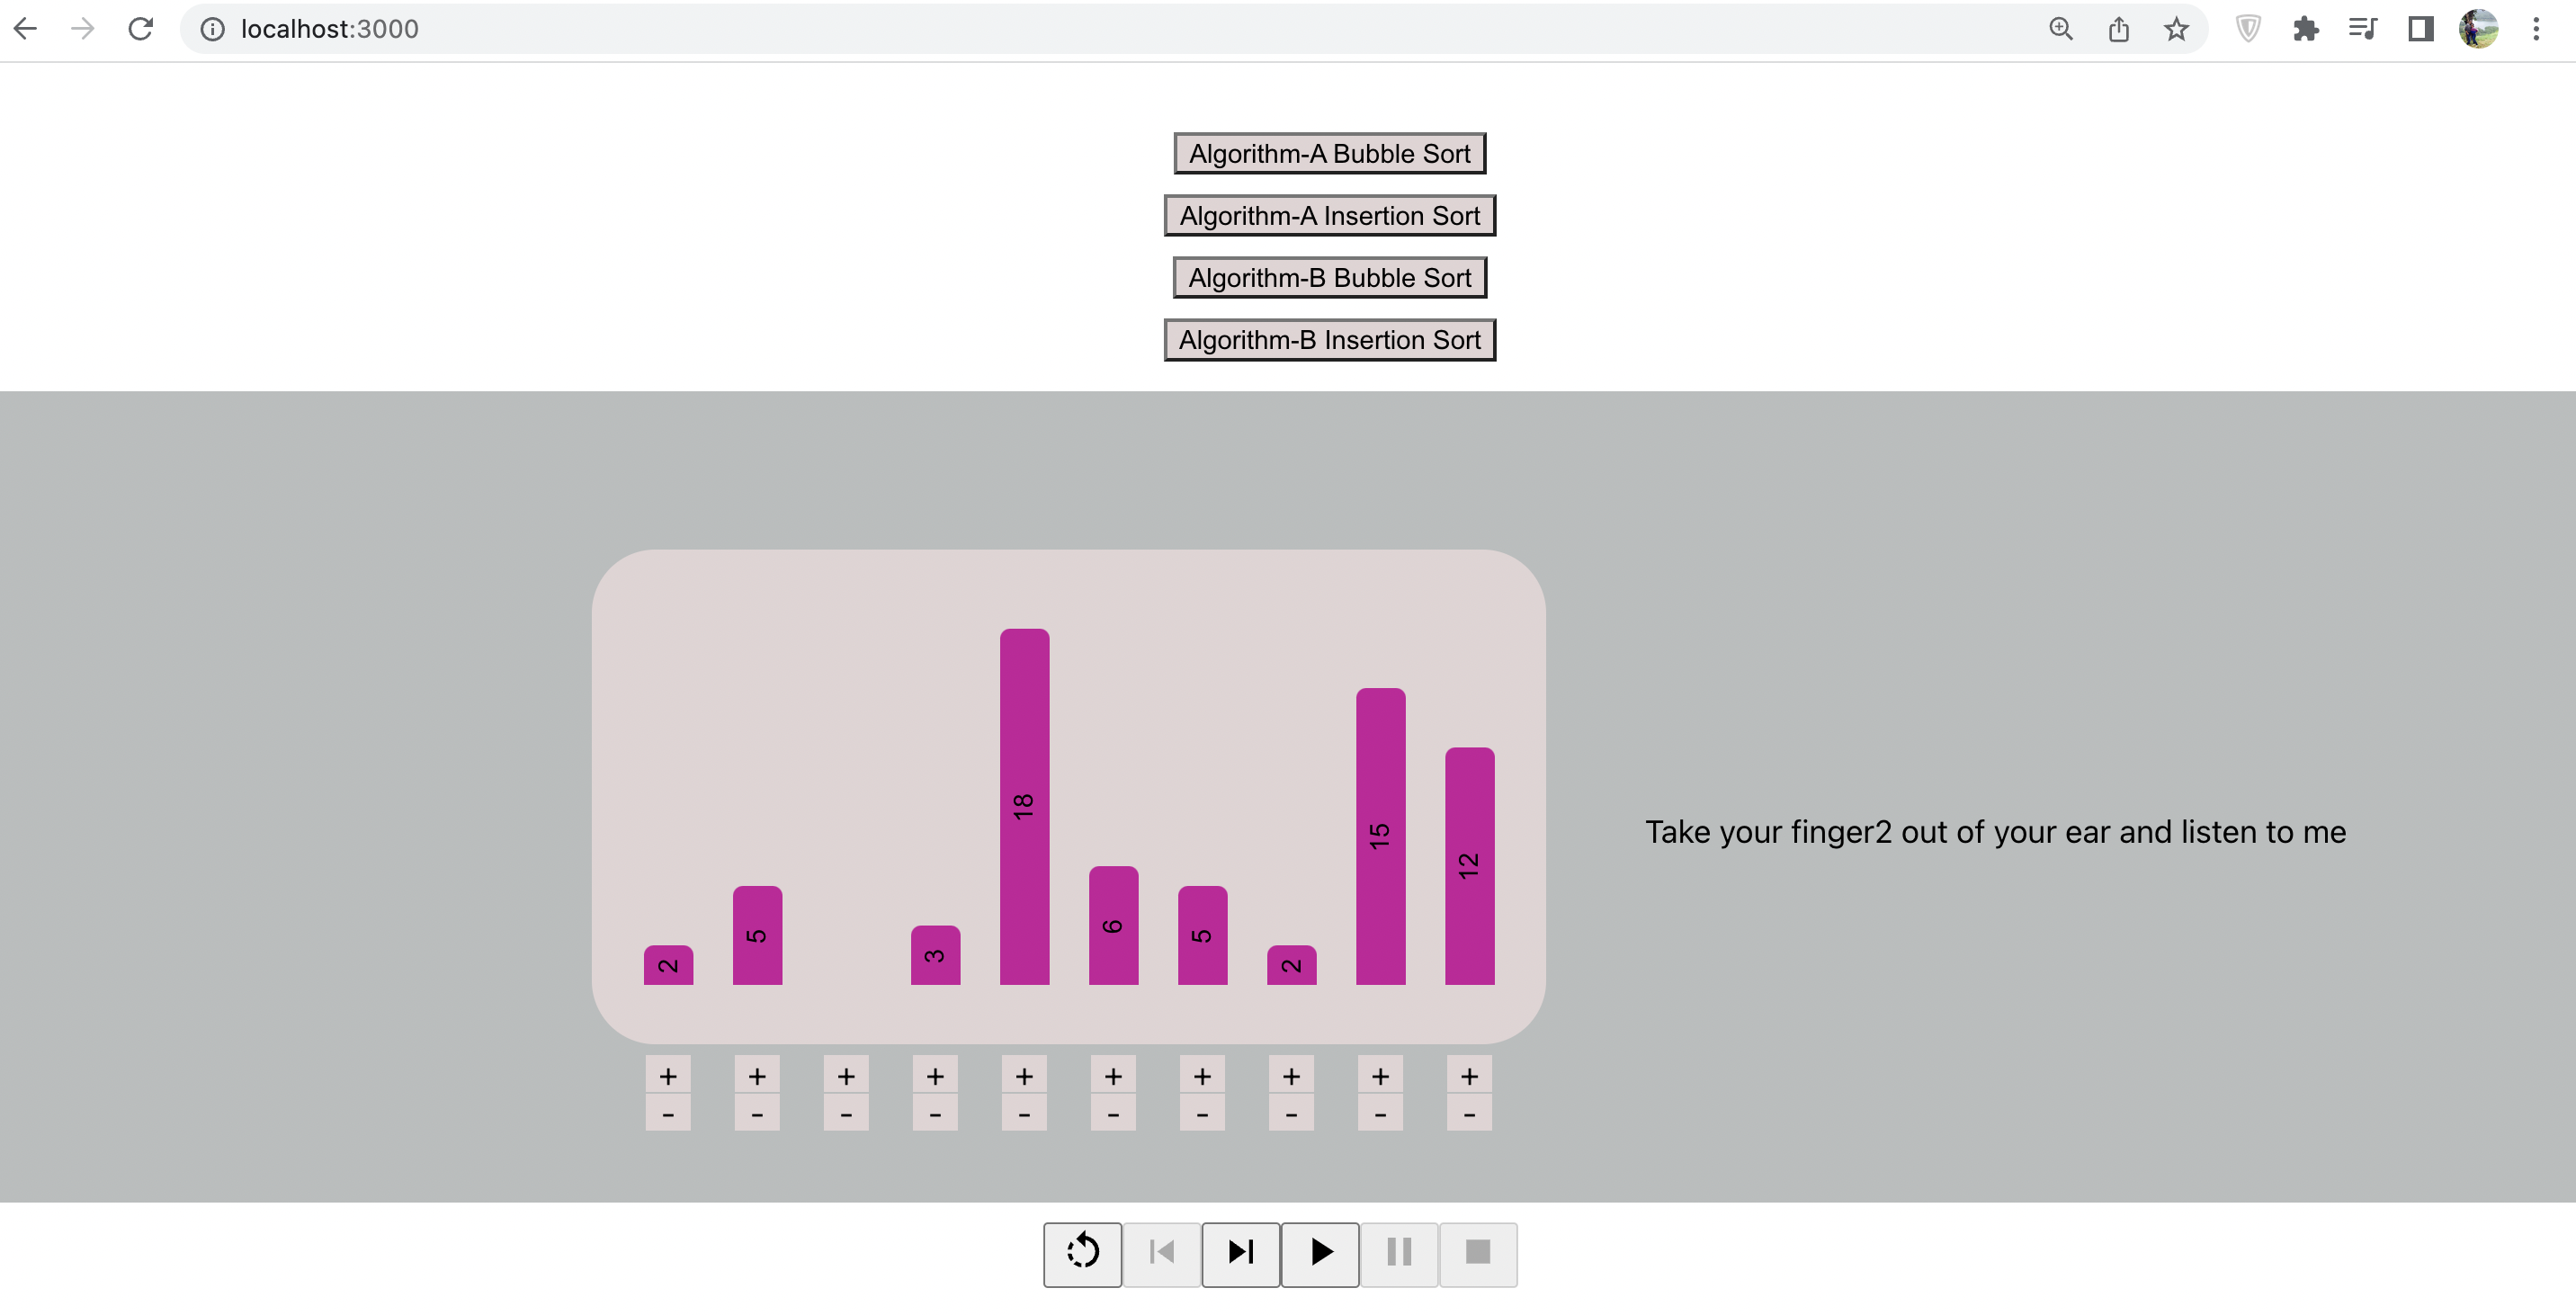 localhost:3000
Algorithm-A Bubble Sort
Algorithm-A Insertion Sort
Algorithm-B Bubble Sort
Algorithm-B Insertion Sort
2 5 3 18 6 5 2 15 12
Take your finger2 out of your ear and listen to me
+ + + + + + + + + +
- - - - - - - - - -